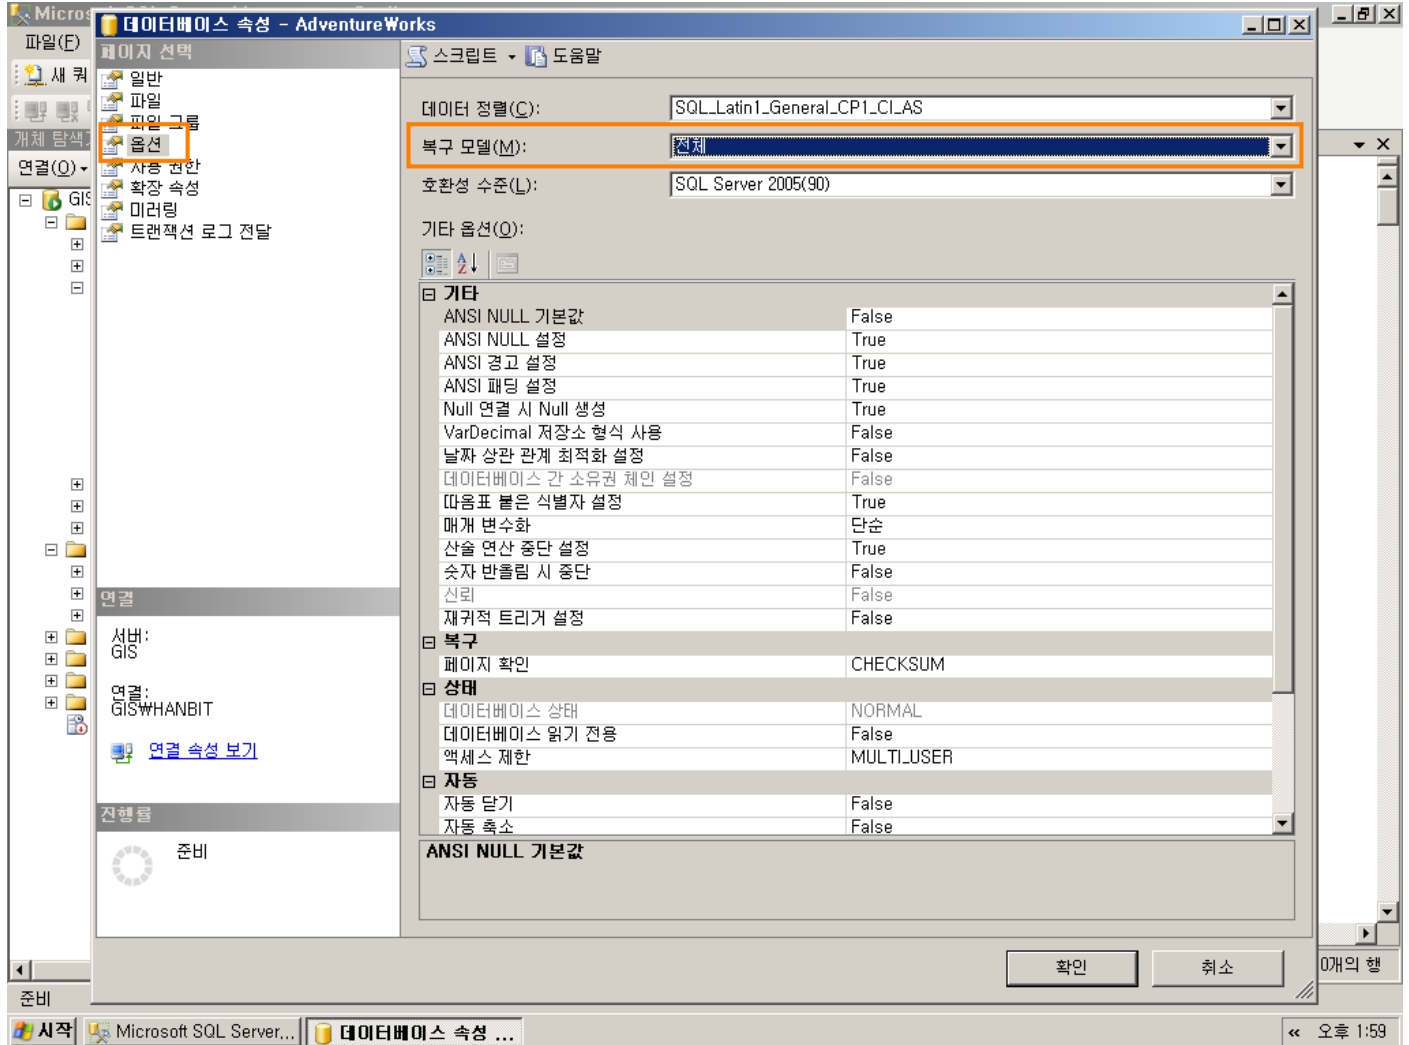 데이터베이스 속성 - AdventureWorks
파일(F)
새 쿼
개체 탐색
연결(O)
GIS
페이지 선택
일반
파일
파일 그룹
옵션
사용 권한
확장 속성
미러링
트랜잭션 로그 전달
스크립트 도움말
데이터 정렬(C): SQL_Latin1_General_CP1_CI_AS
복구 모델(M): 전체
호환성 수준(L): SQL Server 2005(90)
기타 옵션(O):
기타
ANSI NULL 기본값 False
ANSI NULL 설정 True
ANSI 경고 설정 True
ANSI 패딩 설정 True
Null 연결 시 Null 생성 True
VarDecimal 저장소 형식 사용 False
날짜 상관 관계 최적화 설정 False
데이터베이스 간 소유권 체인 설정 False
따옴표 붙은 식별자 설정 True
매개 변수화 단순
산술 연산 중단 설정 True
숫자 반올림 시 중단 False
신뢰 False
재귀적 트리거 설정 False
복구
페이지 확인 CHECKSUM
상태
데이터베이스 상태 NORMAL
데이터베이스 읽기 전용 False
액세스 제한 MULTI_USER
자동
자동 닫기 False
자동 축소 False
ANSI NULL 기본값
연결
서버:
GIS
연결:
GIS₩HANBIT
연결 속성 보기
진행률
준비
확인 취소
0개의 행
준비
시작 Microsoft SQL Server... 데이터베이스 속성 ... « 오후 1:59